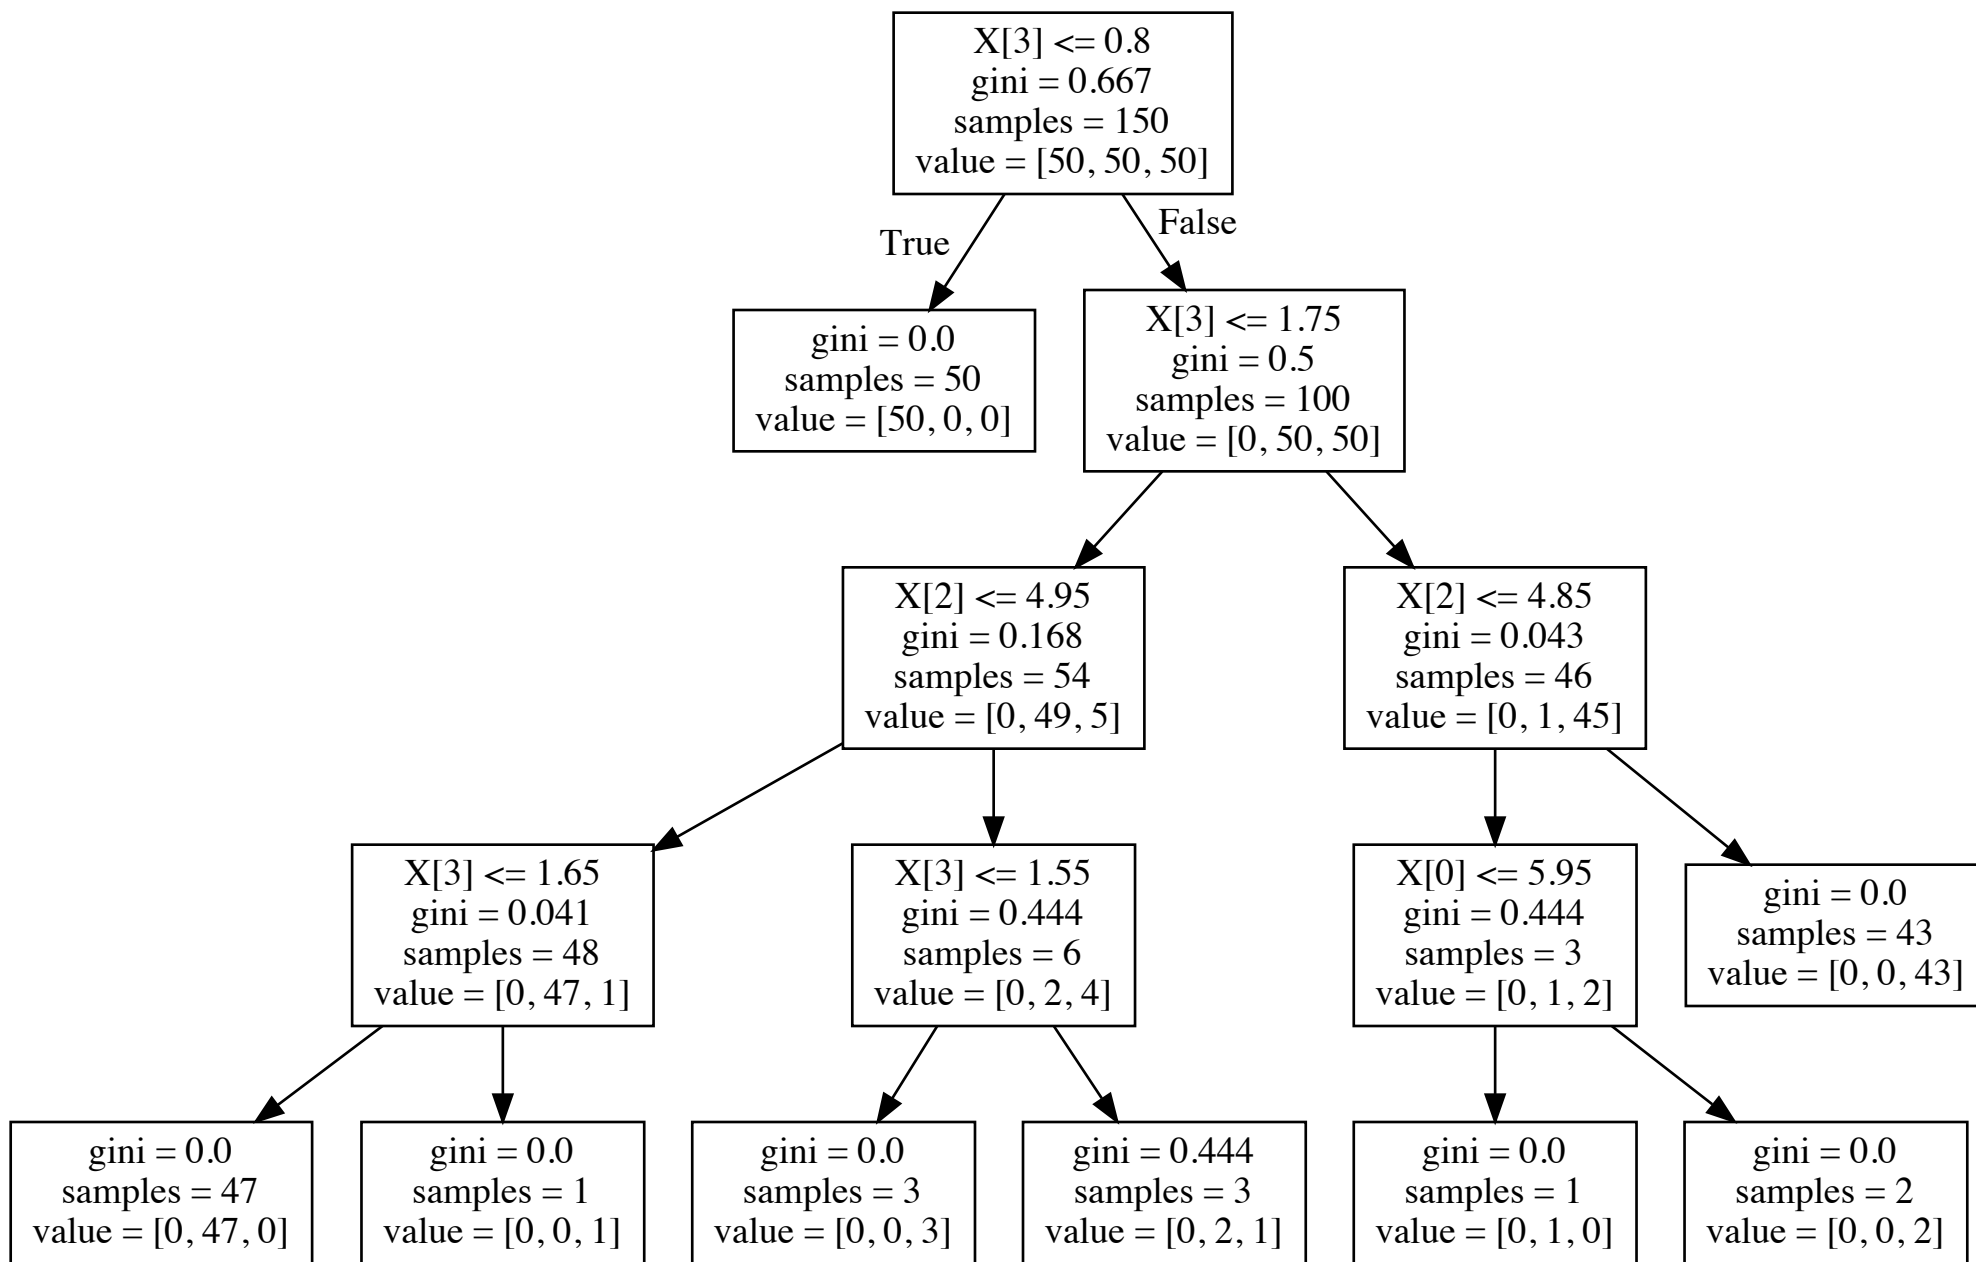 X[3] <= 0.8
gini = 0.667
samples = 150
value = [50, 50, 50]
True
False
gini = 0.0
samples = 50
value = [50, 0, 0]
X[3] <= 1.75
gini = 0.5
samples = 100
value = [0, 50, 50]
X[2] <= 4.95
gini = 0.168
samples = 54
value = [0, 49, 5]
X[2] <= 4.85
gini = 0.043
samples = 46
value = [0, 1, 45]
X[3] <= 1.65
gini = 0.041
samples = 48
value = [0, 47, 1]
X[3] <= 1.55
gini = 0.444
samples = 6
value = [0, 2, 4]
X[0] <= 5.95
gini = 0.444
samples = 3
value = [0, 1, 2]
gini = 0.0
samples = 43
value = [0, 0, 43]
gini = 0.0
samples = 47
value = [0, 47, 0]
gini = 0.0
samples = 1
value = [0, 0, 1]
gini = 0.0
samples = 3
value = [0, 0, 3]
gini = 0.444
samples = 3
value = [0, 2, 1]
gini = 0.0
samples = 1
value = [0, 1, 0]
gini = 0.0
samples = 2
value = [0, 0, 2]